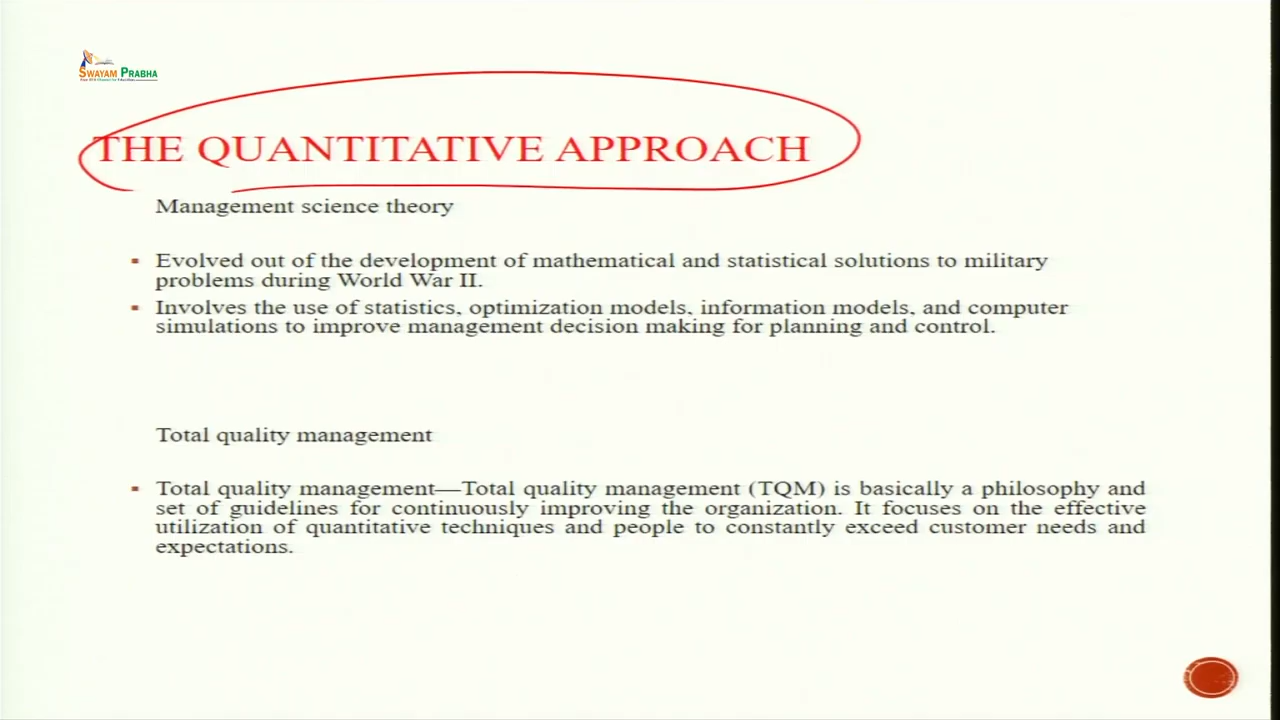 SWAYAM PRABHA
THE QUANTITATIVE APPROACH
Management science theory
▪ Evolved out of the development of mathematical and statistical solutions to military
problems during World War II.
▪ Involves the use of statistics, optimization models, information models, and computer
simulations to improve management decision making for planning and control.
Total quality management
▪ Total quality management—Total quality management (TQM) is basically a philosophy and
set of guidelines for continuously improving the organization. It focuses on the effective
utilization of quantitative techniques and people to constantly exceed customer needs and
expectations.